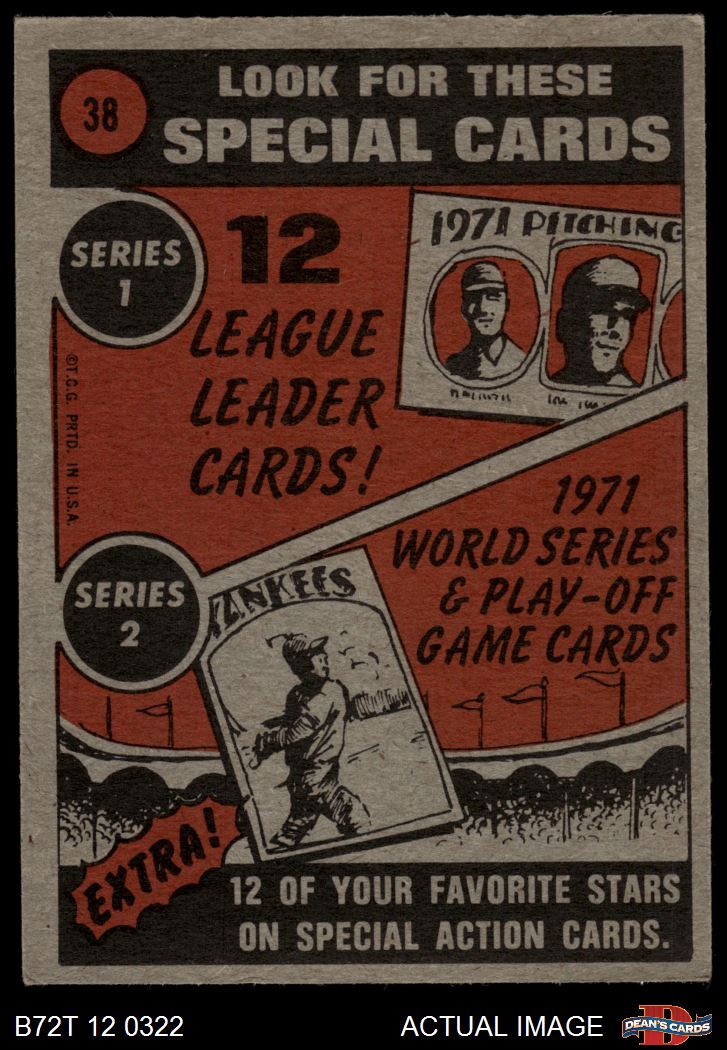 38
LOOK FOR THESE
SPECIAL CARDS
SERIES
1
12
LEAGUE
LEADER
CARDS!
1971 PITCHING
©T.C.G. PRTD. IN U.S.A.
1971
WORLD SERIES
& PLAY-OFF
GAME CARDS
SERIES
2
YANKEES
EXTRA!
12 OF YOUR FAVORITE STARS
ON SPECIAL ACTION CARDS.
B72T 12 0322
ACTUAL IMAGE
D
DEAN'S CARDS